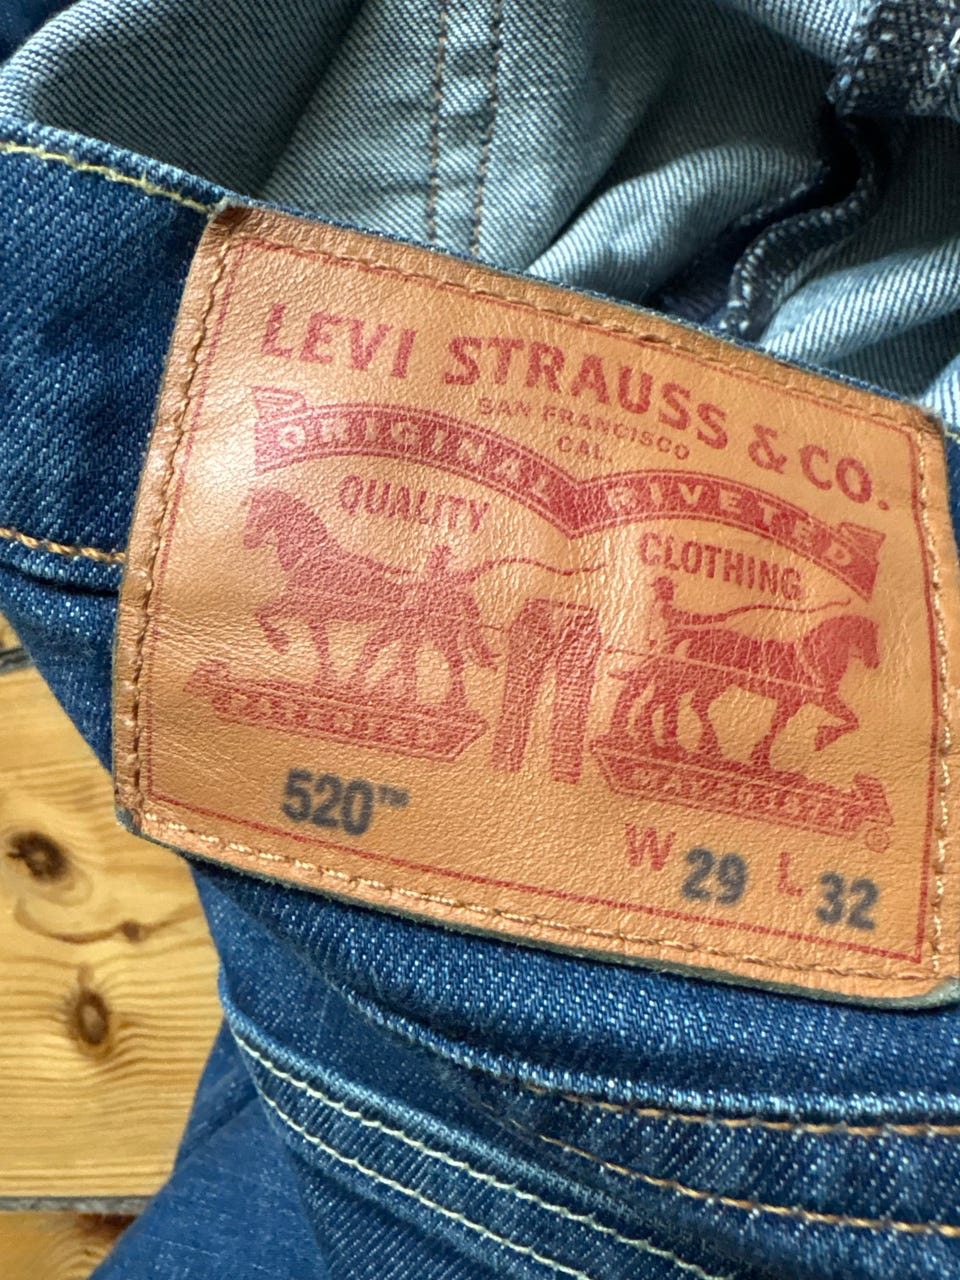 LEVI STRAUSS & CO.
SAN FRANCISCO
CAL.
ORIGINAL RIVETED
QUALITY
CLOTHING
520™
W 29 L 32